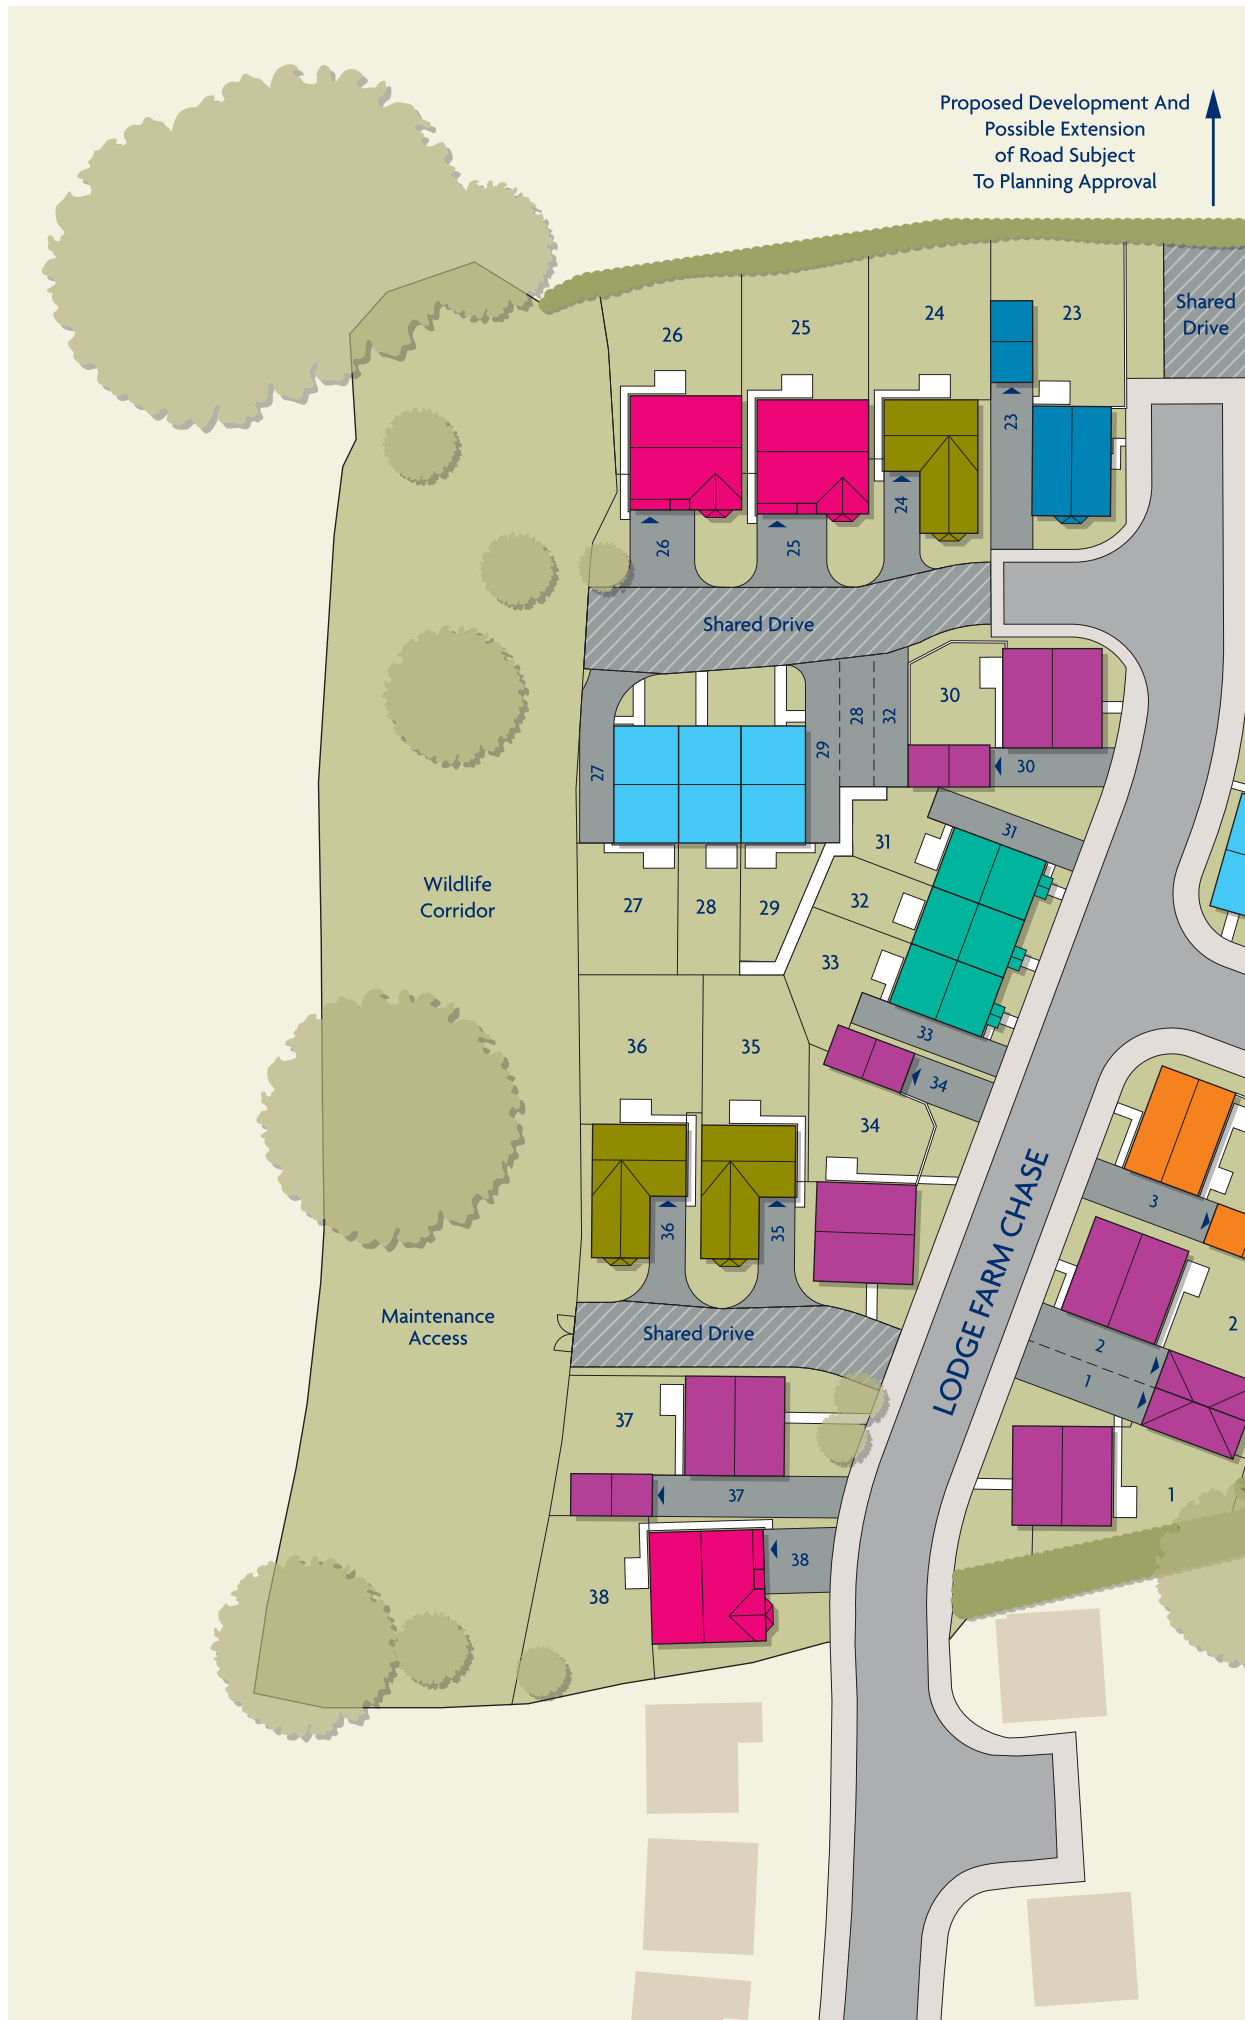 Proposed Development And
Possible Extension
of Road Subject
To Planning Approval
Shared
Drive
26
25
24
23
23
24
26
25
Shared Drive
30
28
32
29
27
30
31
31
Wildlife
Corridor
27
28
29
32
33
33
36
35
34
34
36
35
3
LODGE FARM CHASE
Maintenance
Access
Shared Drive
2
2
1
37
37
1
38
38